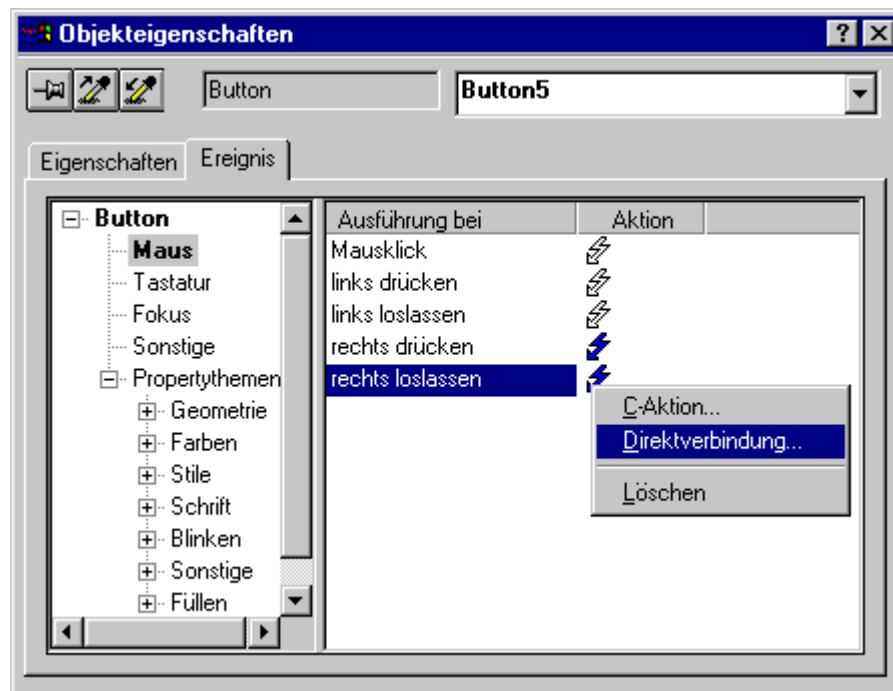 Objekteigenschaften
Button
Button5
Eigenschaften
Ereignis
Button
Maus
Tastatur
Fokus
Sonstige
Propertythemen
Geometrie
Farben
Stile
Schrift
Blinken
Sonstige
Füllen
Ausführung bei Aktion
Mausklick
links drücken
links loslassen
rechts drücken
rechts loslassen
C-Aktion...
Direktverbindung...
Löschen